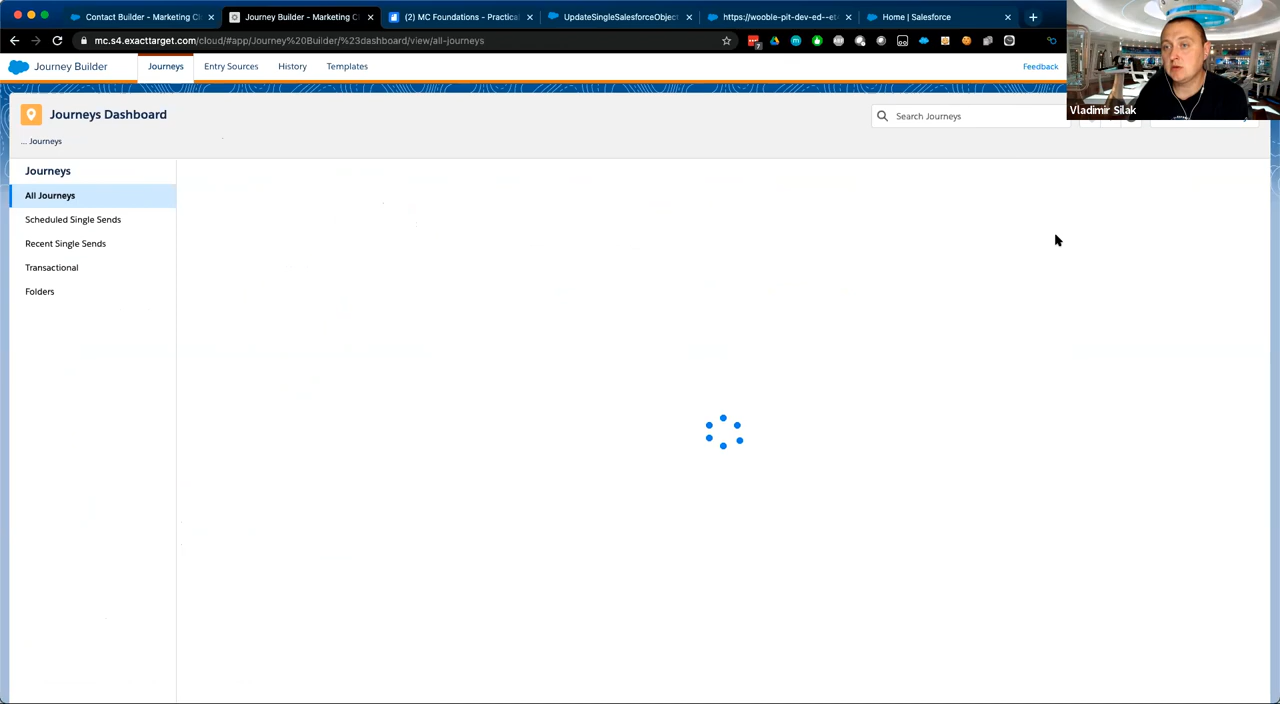 Contact Builder - Marketing Cl
Journey Builder - Marketing Cl
(2) MC Foundations – Practica
UpdateSingleSalesforceObjec
https://wooble-pit-dev-ed--et
Home | Salesforce
mc.s4.exacttarget.com/cloud/#app/Journey%20Builder/%23dashboard/view/all-journeys
7
Journey Builder
Journeys
Entry Sources
History
Templates
Feedback
Vladimir Silak
Journeys Dashboard
Search Journeys
... Journeys
Journeys
All Journeys
Scheduled Single Sends
Recent Single Sends
Transactional
Folders